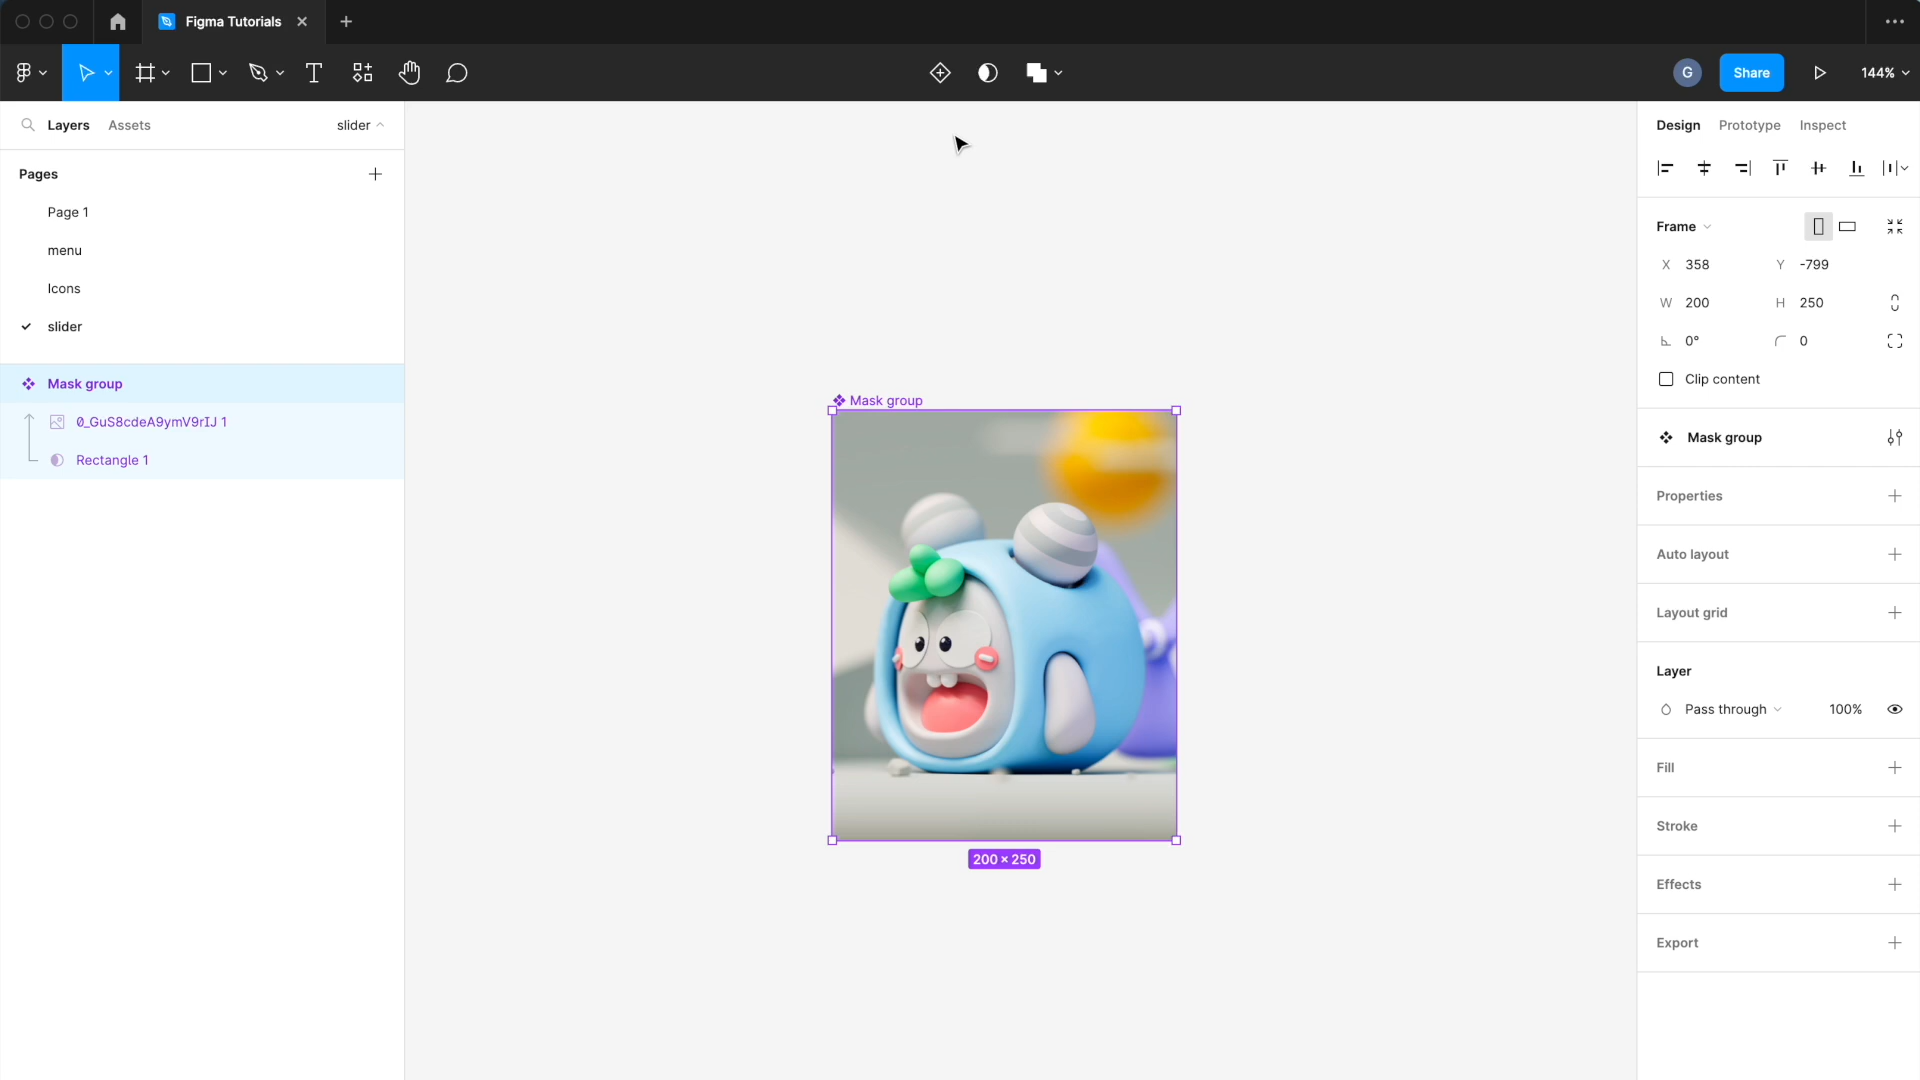 Figma Tutorials
G
Share
144%
Layers Assets slider
Pages
Page 1
menu
Icons
slider
Mask group
0_GuS8cdeA9ymV9rIJ 1
Rectangle 1
Mask group
200 × 250
Design Prototype Inspect
Frame
X 358 Y -799
W 200 H 250
0° 0
Clip content
Mask group
Properties
Auto layout
Layout grid
Layer
Pass through 100%
Fill
Stroke
Effects
Export